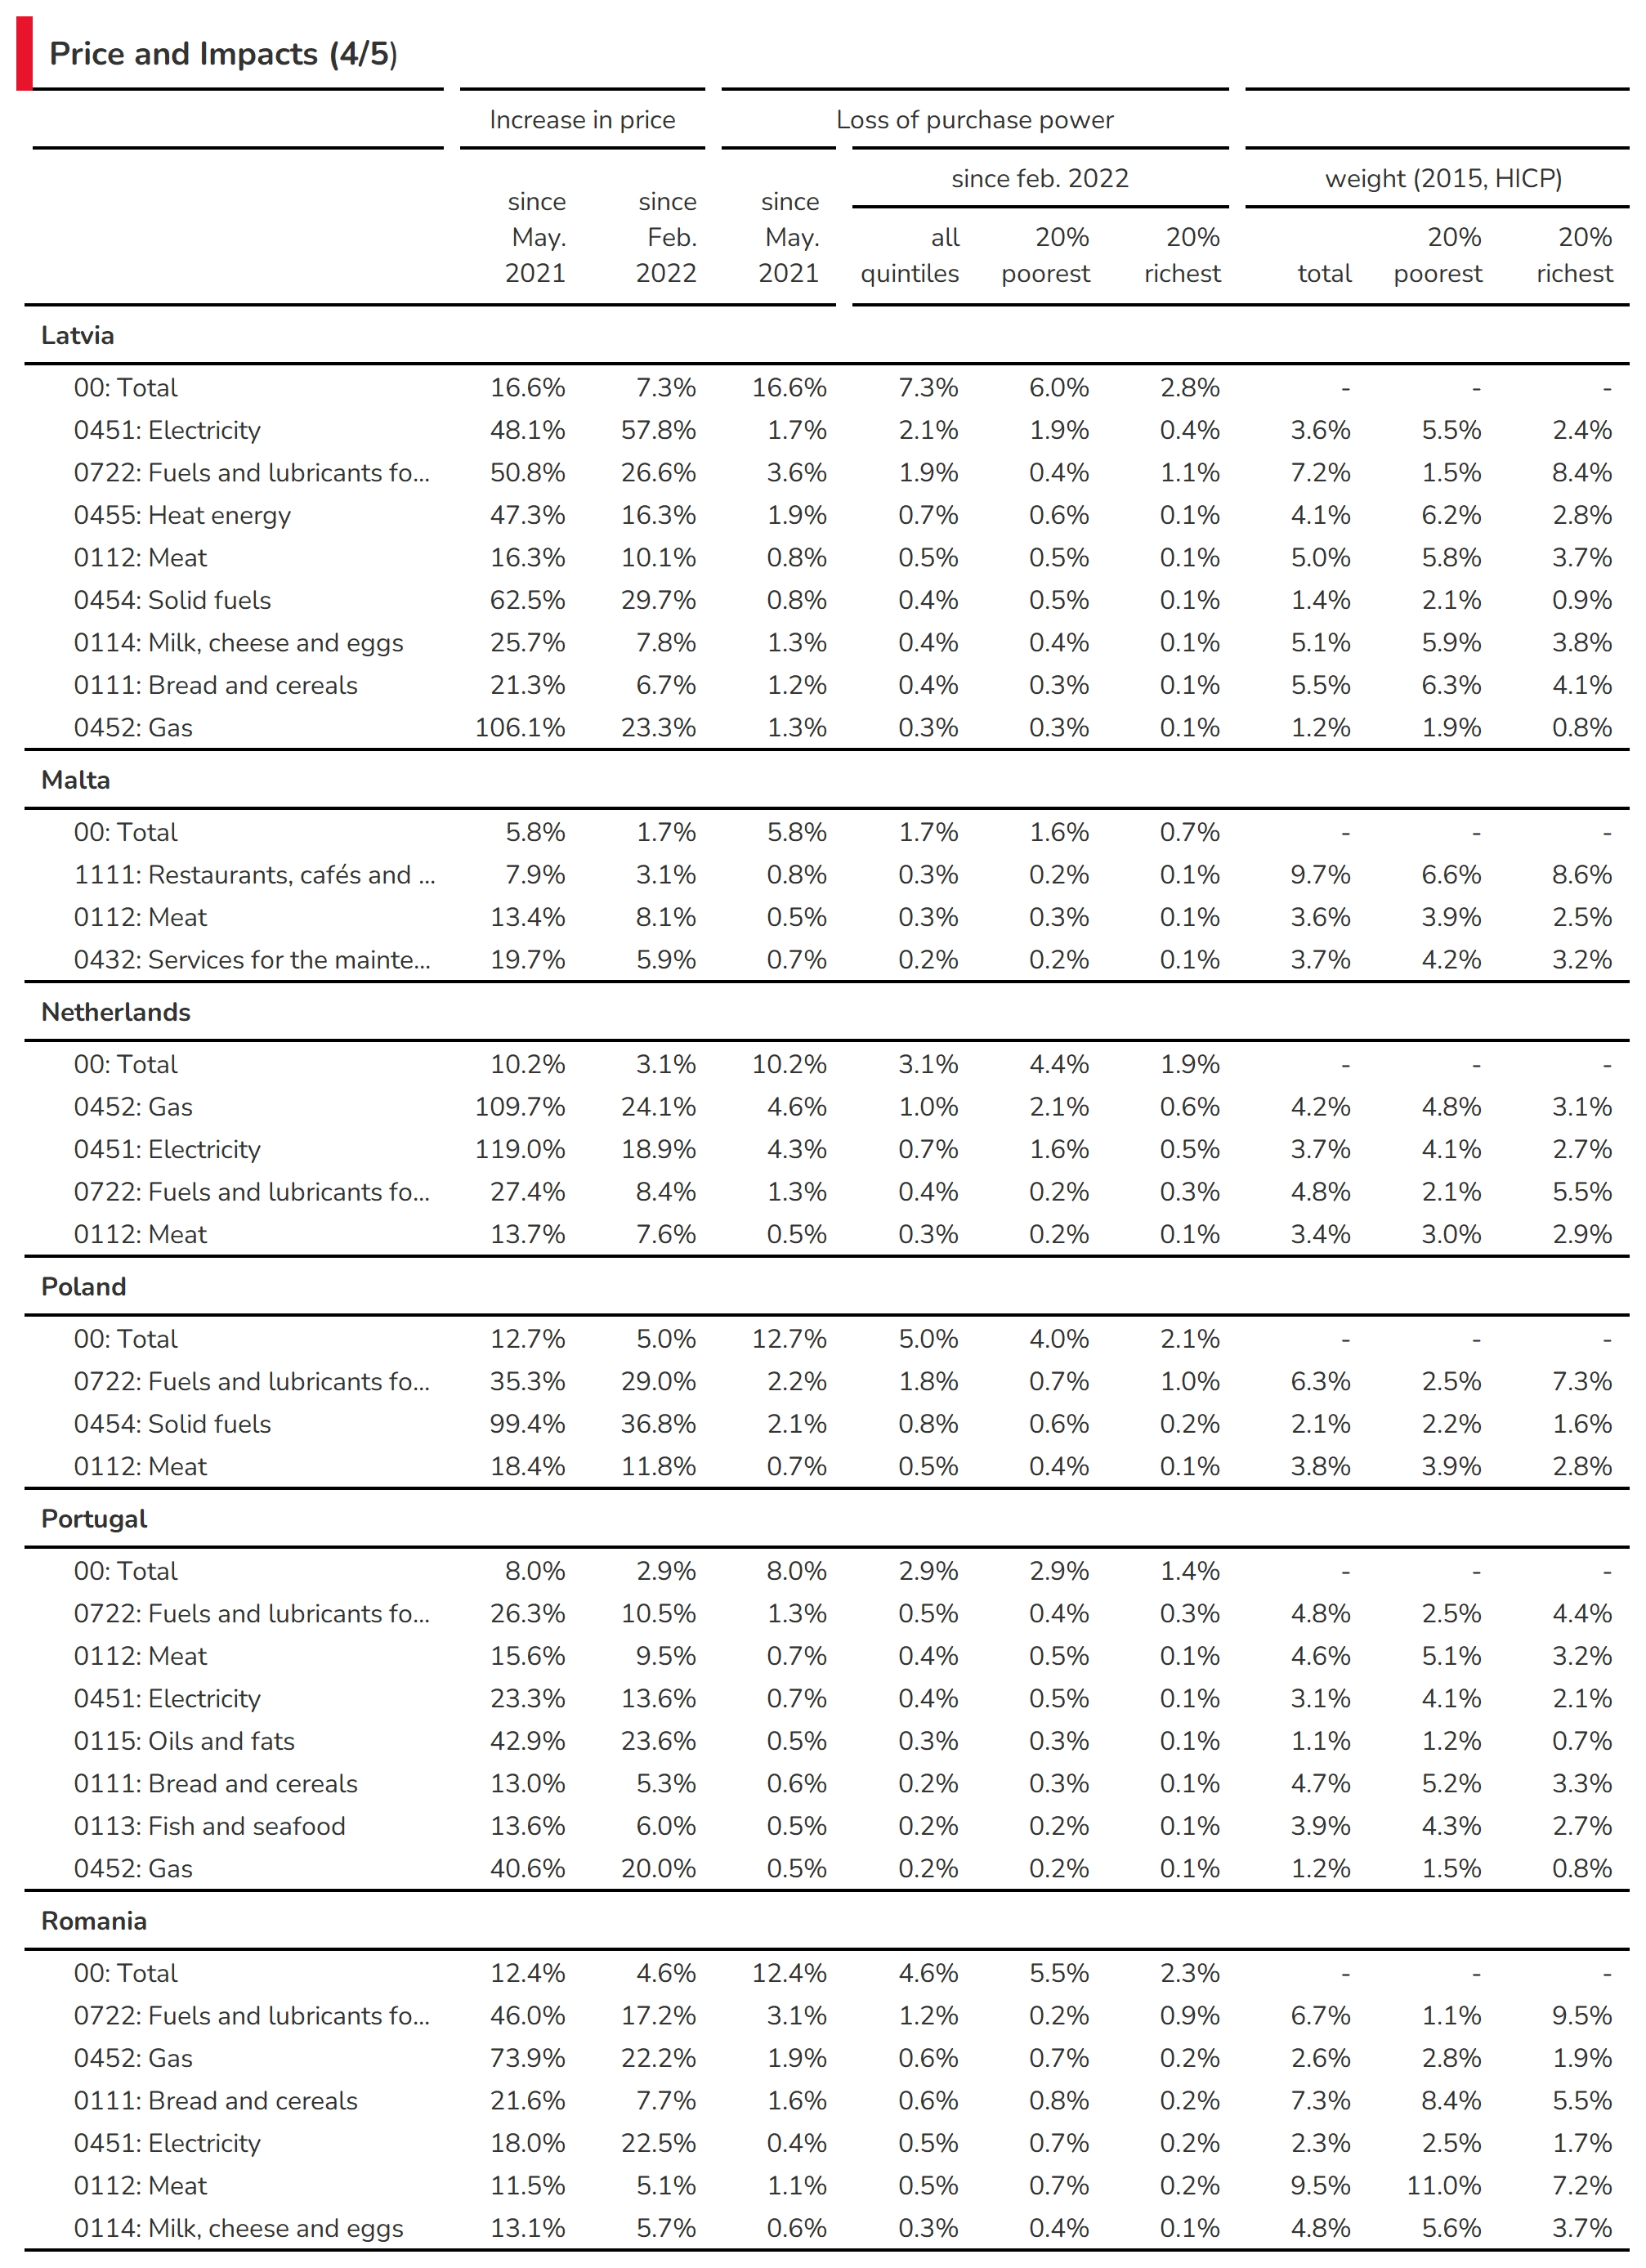 Price and Impacts (4/5)
Increase in price Loss of purchase power
since feb. 2022 weight (2015, HICP)
since since since
May. Feb. May. all 20% 20% 20% 20%
2021 2022 2021 quintiles poorest richest total poorest richest
Latvia
00: Total 16.6% 7.3% 16.6% 7.3% 6.0% 2.8% - - -
0451: Electricity 48.1% 57.8% 1.7% 2.1% 1.9% 0.4% 3.6% 5.5% 2.4%
0722: Fuels and lubricants fo... 50.8% 26.6% 3.6% 1.9% 0.4% 1.1% 7.2% 1.5% 8.4%
0455: Heat energy 47.3% 16.3% 1.9% 0.7% 0.6% 0.1% 4.1% 6.2% 2.8%
0112: Meat 16.3% 10.1% 0.8% 0.5% 0.5% 0.1% 5.0% 5.8% 3.7%
0454: Solid fuels 62.5% 29.7% 0.8% 0.4% 0.5% 0.1% 1.4% 2.1% 0.9%
0114: Milk, cheese and eggs 25.7% 7.8% 1.3% 0.4% 0.4% 0.1% 5.1% 5.9% 3.8%
0111: Bread and cereals 21.3% 6.7% 1.2% 0.4% 0.3% 0.1% 5.5% 6.3% 4.1%
0452: Gas 106.1% 23.3% 1.3% 0.3% 0.3% 0.1% 1.2% 1.9% 0.8%
Malta
00: Total 5.8% 1.7% 5.8% 1.7% 1.6% 0.7% - - -
1111: Restaurants, cafés and ... 7.9% 3.1% 0.8% 0.3% 0.2% 0.1% 9.7% 6.6% 8.6%
0112: Meat 13.4% 8.1% 0.5% 0.3% 0.3% 0.1% 3.6% 3.9% 2.5%
0432: Services for the mainte... 19.7% 5.9% 0.7% 0.2% 0.2% 0.1% 3.7% 4.2% 3.2%
Netherlands
00: Total 10.2% 3.1% 10.2% 3.1% 4.4% 1.9% - - -
0452: Gas 109.7% 24.1% 4.6% 1.0% 2.1% 0.6% 4.2% 4.8% 3.1%
0451: Electricity 119.0% 18.9% 4.3% 0.7% 1.6% 0.5% 3.7% 4.1% 2.7%
0722: Fuels and lubricants fo... 27.4% 8.4% 1.3% 0.4% 0.2% 0.3% 4.8% 2.1% 5.5%
0112: Meat 13.7% 7.6% 0.5% 0.3% 0.2% 0.1% 3.4% 3.0% 2.9%
Poland
00: Total 12.7% 5.0% 12.7% 5.0% 4.0% 2.1% - - -
0722: Fuels and lubricants fo... 35.3% 29.0% 2.2% 1.8% 0.7% 1.0% 6.3% 2.5% 7.3%
0454: Solid fuels 99.4% 36.8% 2.1% 0.8% 0.6% 0.2% 2.1% 2.2% 1.6%
0112: Meat 18.4% 11.8% 0.7% 0.5% 0.4% 0.1% 3.8% 3.9% 2.8%
Portugal
00: Total 8.0% 2.9% 8.0% 2.9% 2.9% 1.4% - - -
0722: Fuels and lubricants fo... 26.3% 10.5% 1.3% 0.5% 0.4% 0.3% 4.8% 2.5% 4.4%
0112: Meat 15.6% 9.5% 0.7% 0.4% 0.5% 0.1% 4.6% 5.1% 3.2%
0451: Electricity 23.3% 13.6% 0.7% 0.4% 0.5% 0.1% 3.1% 4.1% 2.1%
0115: Oils and fats 42.9% 23.6% 0.5% 0.3% 0.3% 0.1% 1.1% 1.2% 0.7%
0111: Bread and cereals 13.0% 5.3% 0.6% 0.2% 0.3% 0.1% 4.7% 5.2% 3.3%
0113: Fish and seafood 13.6% 6.0% 0.5% 0.2% 0.2% 0.1% 3.9% 4.3% 2.7%
0452: Gas 40.6% 20.0% 0.5% 0.2% 0.2% 0.1% 1.2% 1.5% 0.8%
Romania
00: Total 12.4% 4.6% 12.4% 4.6% 5.5% 2.3% - - -
0722: Fuels and lubricants fo... 46.0% 17.2% 3.1% 1.2% 0.2% 0.9% 6.7% 1.1% 9.5%
0452: Gas 73.9% 22.2% 1.9% 0.6% 0.7% 0.2% 2.6% 2.8% 1.9%
0111: Bread and cereals 21.6% 7.7% 1.6% 0.6% 0.8% 0.2% 7.3% 8.4% 5.5%
0451: Electricity 18.0% 22.5% 0.4% 0.5% 0.7% 0.2% 2.3% 2.5% 1.7%
0112: Meat 11.5% 5.1% 1.1% 0.5% 0.7% 0.2% 9.5% 11.0% 7.2%
0114: Milk, cheese and eggs 13.1% 5.7% 0.6% 0.3% 0.4% 0.1% 4.8% 5.6% 3.7%